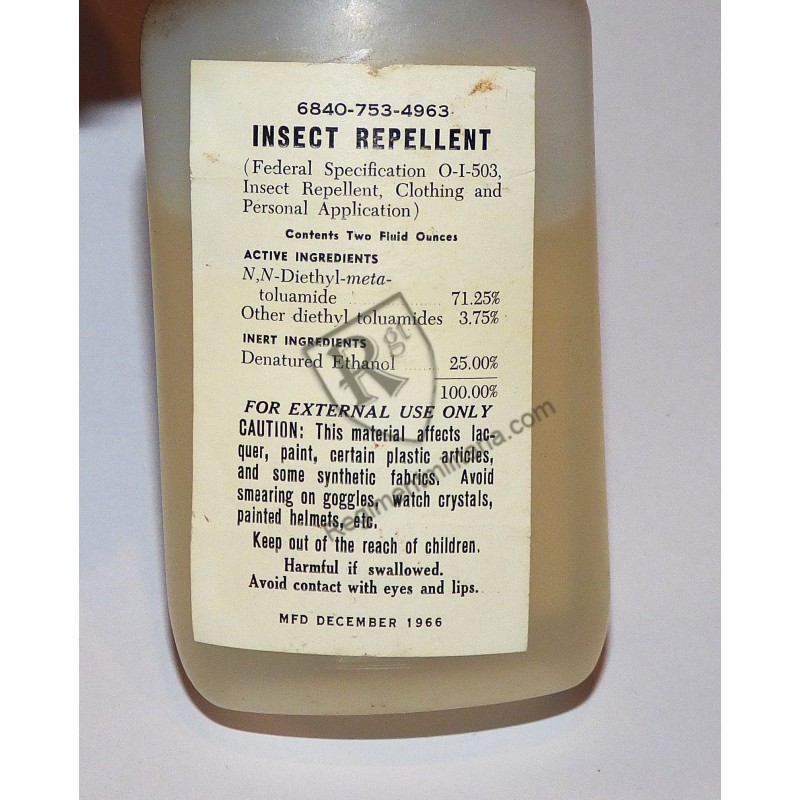 6840-753-4963
INSECT REPELLENT
(Federal Specification O-I-503,
Insect Repellent, Clothing and
Personal Application)
Contents Two Fluid Ounces
ACTIVE INGREDIENTS
N,N-Diethyl-meta-
toluamide ........ 71.25%
Other diethyl toluamides 3.75%
INERT INGREDIENTS
Denatured Ethanol ...... 25.00%
100.00%
FOR EXTERNAL USE ONLY
CAUTION: This material affects lac-
quer, paint, certain plastic articles,
and some synthetic fabrics. Avoid
smearing on goggles, watch crystals,
painted helmets, etc.
Keep out of the reach of children.
Harmful if swallowed.
Avoid contact with eyes and lips.
MFD DECEMBER 1966
Rgt
Regimentmilitaria.com